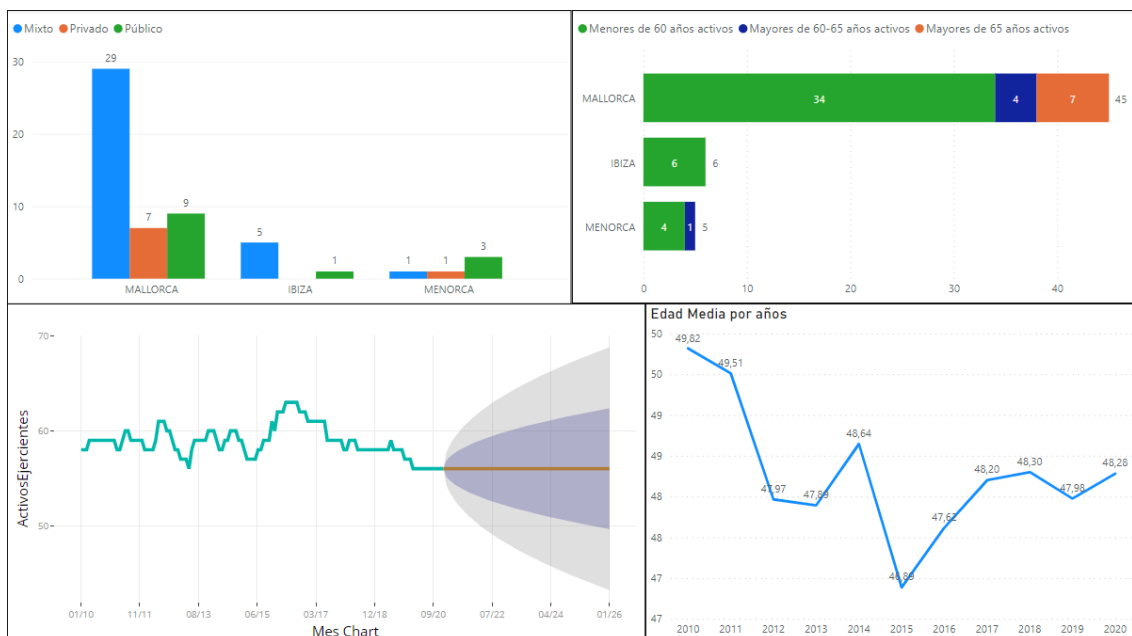 Mixto Privado Público
30
20
10
0
29
7
9
5
1
1
1
3
MALLORCA IBIZA MENORCA
Menores de 60 años activos Mayores de 60-65 años activos Mayores de 65 años activos
MALLORCA 34 4 7 45
IBIZA 6 6
MENORCA 4 1 5
0 10 20 30 40
ActivosEjercientes
70
60
50
01/10 11/11 08/13 06/15 03/17 12/18 09/20 07/22 04/24 01/26
Mes Chart
Edad Media por años
50
50
49
49
48
48
47
47
49,82
49,51
47,97
47,89
48,64
46,89
47,62
48,20
48,30
47,98
48,28
2010 2011 2012 2013 2014 2015 2016 2017 2018 2019 2020